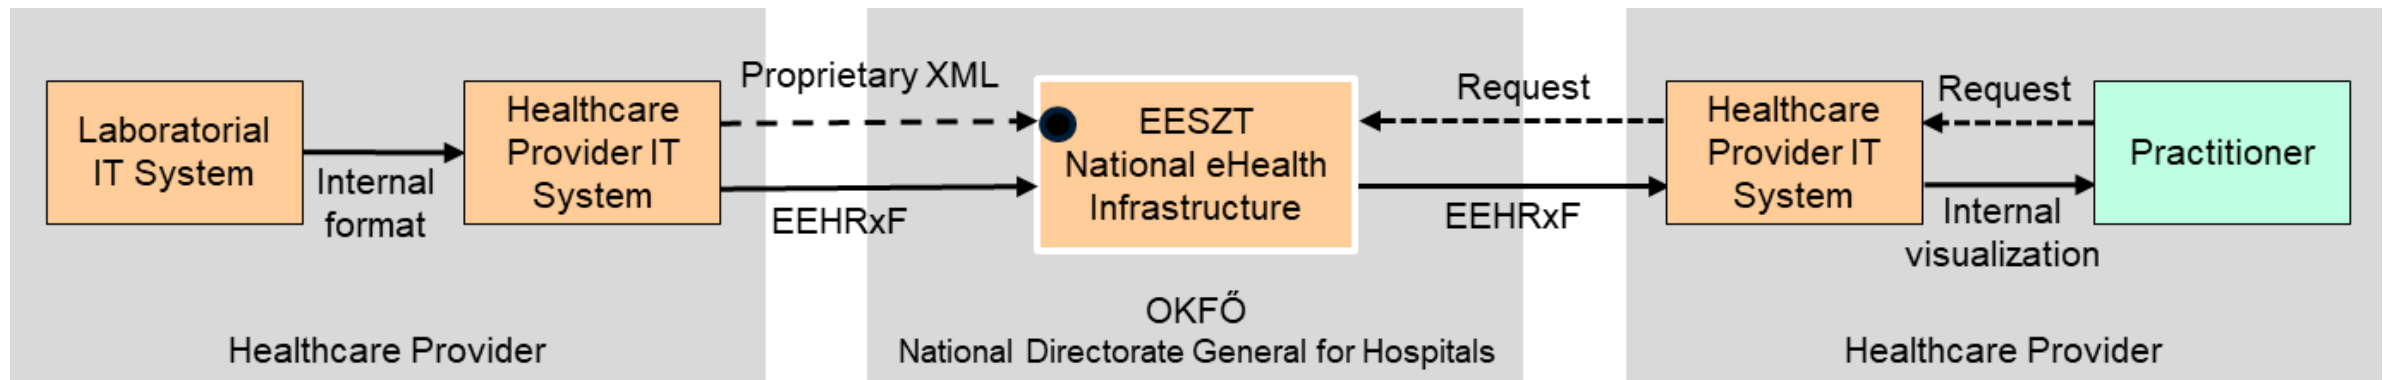 Laboratorial
IT System
Internal
format
Healthcare
Provider IT
System
Proprietary XML
EEHRxF
Healthcare Provider
EESZT
National eHealth
Infrastructure
OKFŐ
National Directorate General for Hospitals
Request
EEHRxF
Healthcare
Provider IT
System
Request
Internal
visualization
Practitioner
Healthcare Provider